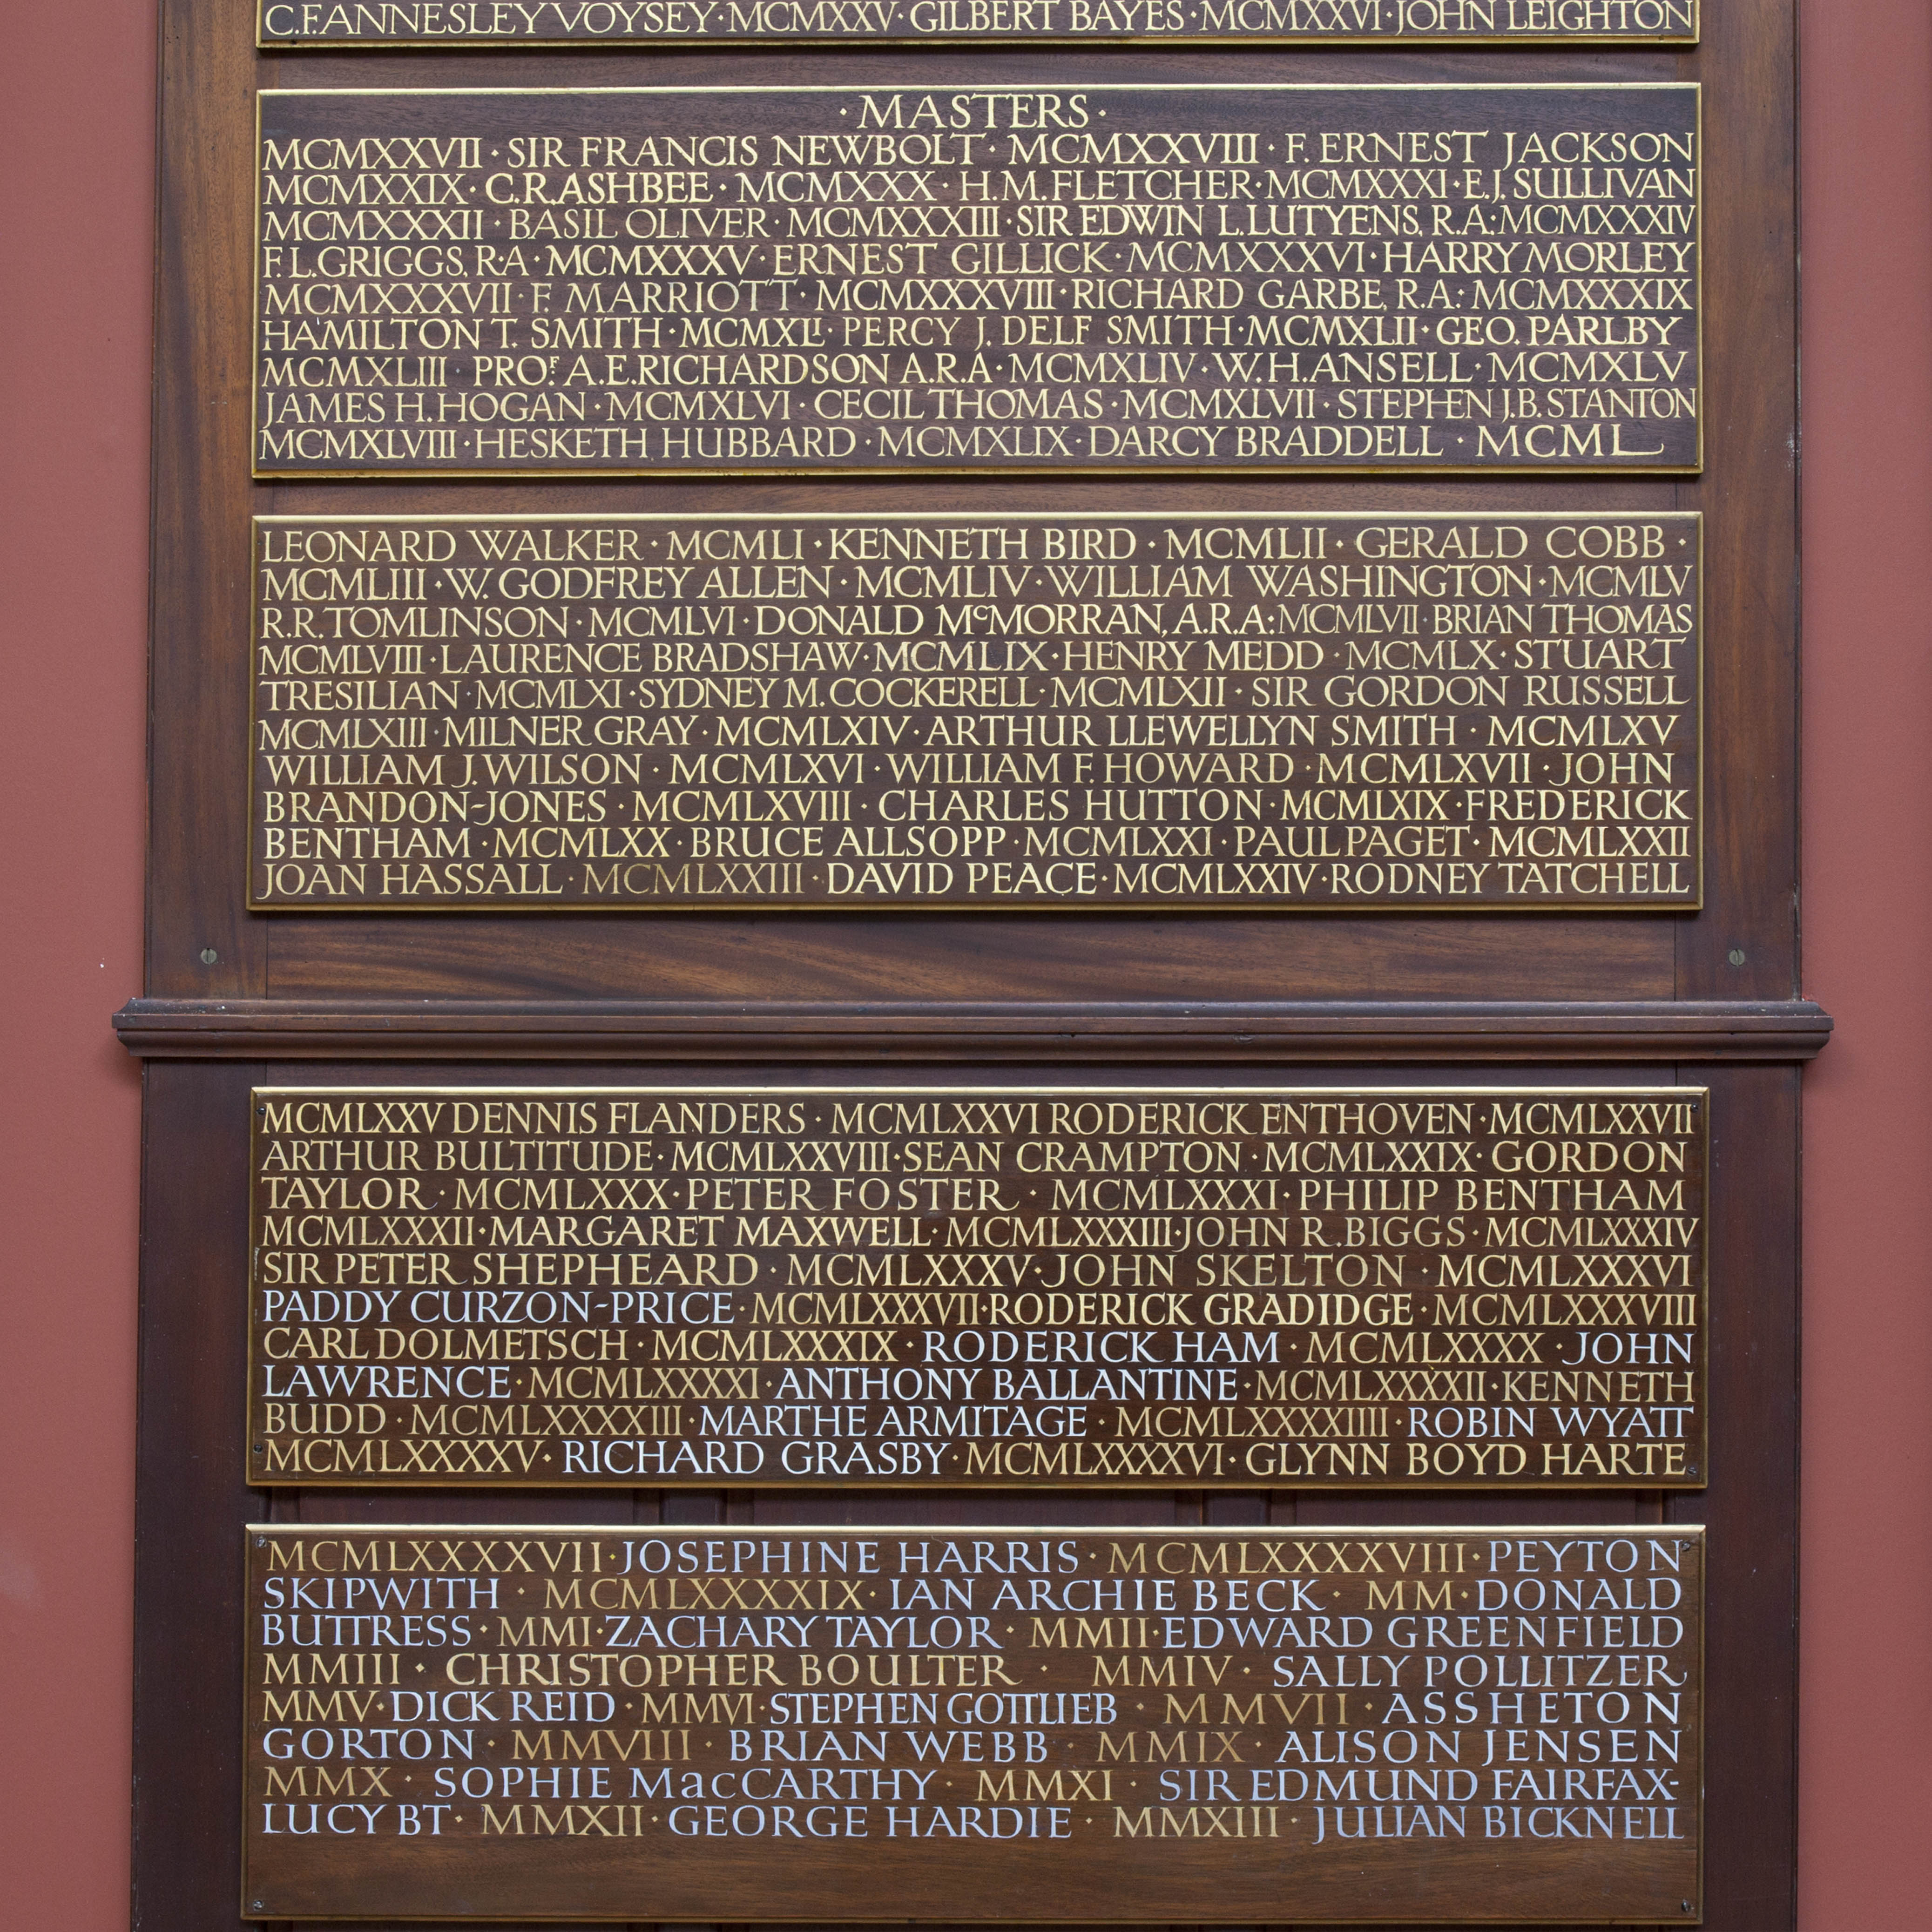 C.F.ANNESLEY VOYSEY·MCMXXV·GILBERT BAYES·MCMXXVI·JOHN LEIGHTON
·MASTERS·
MCMXXVII·SIR FRANCIS NEWBOLT·MCMXXVIII·F. ERNEST JACKSON
MCMXXIX·C.R.ASHBEE·MCMXXX·H.M.FLETCHER·MCMXXXI·E.J.SULLIVAN
MCMXXXII·BASIL OLIVER·MCMXXXIII·SIR EDWIN L.LUTYENS, R.A:MCMXXXIV
F.L.GRIGGS, R·A·MCMXXXV·ERNEST GILLICK·MCMXXXVI·HARRY MORLEY
MCMXXXVII·F. MARRIOTT·MCMXXXVIII·RICHARD GARBE, R.A:MCMXXXIX
HAMILTON T. SMITH·MCMXLI·PERCY J. DELF SMITH·MCMXLII·GEO. PARLBY
MCMXLIII·PROF. A.E.RICHARDSON A.R.A·MCMXLIV·W.H.ANSELL·MCMXLV
JAMES H.HOGAN·MCMXLVI·CECIL THOMAS·MCMXLVII·STEPHEN J.B.STANTON
MCMXLVIII·HESKETH HUBBARD·MCMXLIX·DARCY BRADDELL·MCML
LEONARD WALKER·MCMLI·KENNETH BIRD·MCMLII·GERALD COBB·
MCMLIII·W. GODFREY ALLEN·MCMLIV·WILLIAM WASHINGTON·MCMLV
R.R.TOMLINSON·MCMLVI·DONALD McMORRAN, A.R.A:MCMLVII·BRIAN THOMAS
MCMLVIII·LAURENCE BRADSHAW·MCMLIX·HENRY MEDD·MCMLX·STUART
TRESILIAN·MCMLXI·SYDNEY M.COCKERELL·MCMLXII·SIR GORDON RUSSELL
MCMLXIII·MILNER GRAY·MCMLXIV·ARTHUR LLEWELLYN SMITH·MCMLXV
WILLIAM J.WILSON·MCMLXVI·WILLIAM F.HOWARD·MCMLXVII·JOHN
BRANDON-JONES·MCMLXVIII·CHARLES HUTTON·MCMLXIX·FREDERICK
BENTHAM·MCMLXX·BRUCE ALLSOPP·MCMLXXI·PAUL PAGET·MCMLXXII
JOAN HASSALL·MCMLXXIII·DAVID PEACE·MCMLXXIV·RODNEY TATCHELL
MCMLXXV DENNIS FLANDERS·MCMLXXVI RODERICK ENTHOVEN·MCMLXXVII
ARTHUR BULTITUDE·MCMLXXVIII·SEAN CRAMPTON·MCMLXXIX·GORDON
TAYLOR·MCMLXXX·PETER FOSTER·MCMLXXXI·PHILIP BENTHAM
MCMLXXXII·MARGARET MAXWELL·MCMLXXXIII·JOHN R.BIGGS·MCMLXXXIV
SIR PETER SHEPHEARD·MCMLXXXV·JOHN SKELTON·MCMLXXXVI
PADDY CURZON-PRICE·MCMLXXXVII·RODERICK GRADIDGE·MCMLXXXVIII
CARL DOLMETSCH·MCMLXXXIX·RODERICK HAM·MCMLXXXX·JOHN
LAWRENCE·MCMLXXXXI·ANTHONY BALLANTINE·MCMLXXXXII·KENNETH
BUDD·MCMLXXXXIII·MARTHE ARMITAGE·MCMLXXXXIIII·ROBIN WYATT
MCMLXXXXV·RICHARD GRASBY·MCMLXXXXVI·GLYNN BOYD HARTE
MCMLXXXXVII·JOSEPHINE HARRIS·MCMLXXXXVIII·PEYTON
SKIPWITH·MCMLXXXXIX·IAN ARCHIE BECK·MM·DONALD
BUTTRESS·MMI·ZACHARY TAYLOR·MMII·EDWARD GREENFIELD
MMIII·CHRISTOPHER BOULTER·MMIV·SALLY POLLITZER
MMV·DICK REID·MMVI·STEPHEN GOTTLIEB·MMVII·ASSHETON
GORTON·MMVIII·BRIAN WEBB·MMIX·ALISON JENSEN
MMX·SOPHIE MacCARTHY·MMXI·SIR EDMUND FAIRFAX-
LUCY BT·MMXII·GEORGE HARDIE·MMXIII·JULIAN BICKNELL